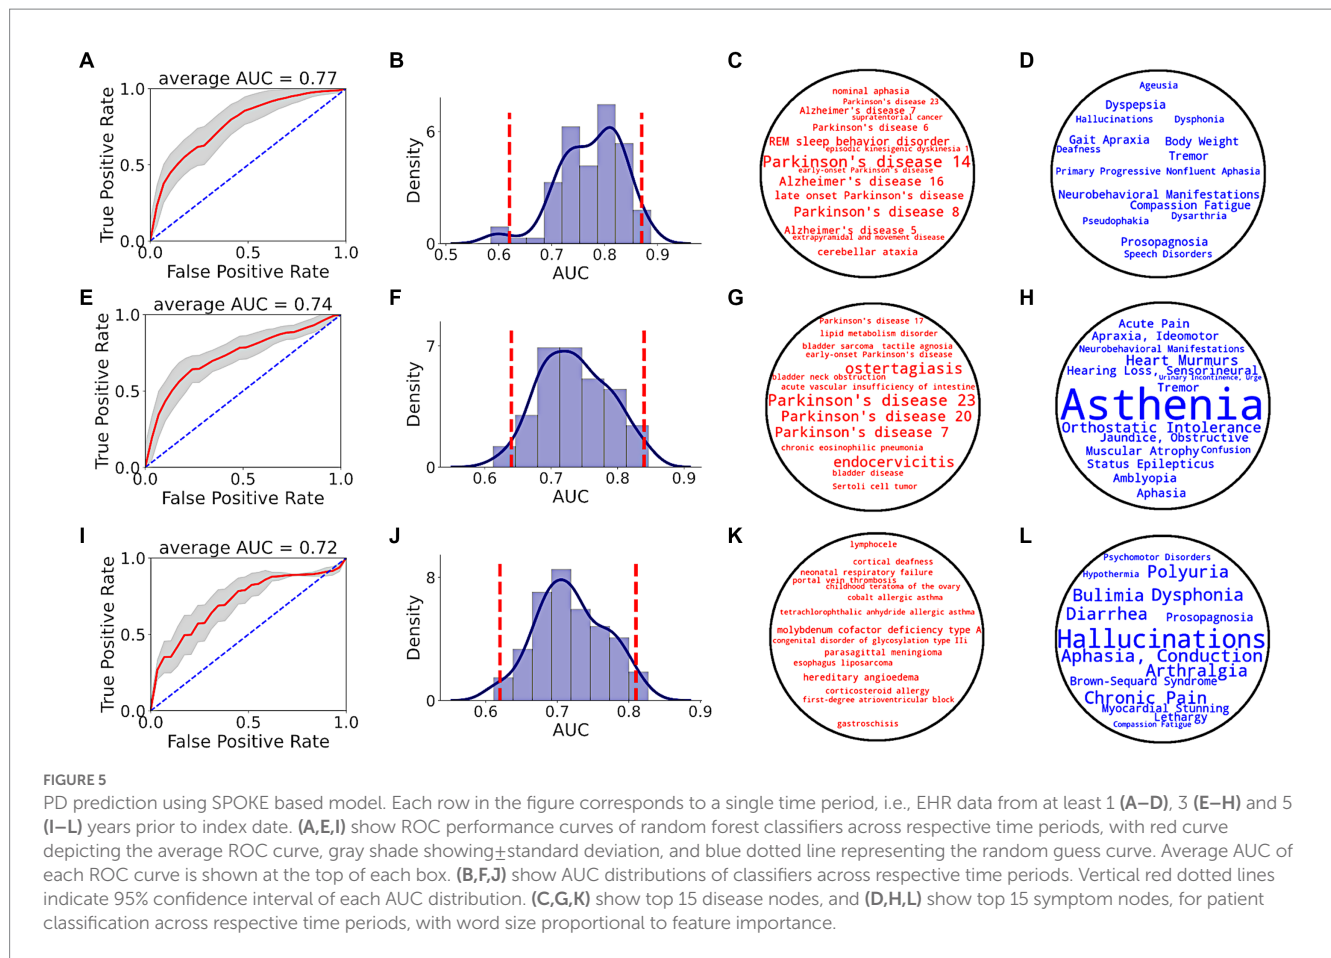 A
average AUC = 0.77
True Positive Rate
1.0
0.5
0.0
0.0
0.5
1.0
False Positive Rate
B
Density
6
0
0.5
0.6
0.7
0.8
0.9
AUC
C
nominal aphasia
Parkinson's disease 23
Alzheimer's disease 7
supratentorial cancer
Parkinson's disease 6
REM sleep behavior disorder
episodic kinesigenic dyskinesia 1
Parkinson's disease 14
early-onset Parkinson's disease
Alzheimer's disease 16
late onset Parkinson's disease
Parkinson's disease 8
Alzheimer's disease 5
extrapyramidal and movement disease
cerebellar ataxia
D
Ageusia
Dyspepsia
Hallucinations
Dysphonia
Gait Apraxia
Body Weight
Deafness
Tremor
Primary Progressive Nonfluent Aphasia
Neurobehavioral Manifestations
Compassion Fatigue
Dysarthria
Pseudophakia
Prosopagnosia
Speech Disorders
E
average AUC = 0.74
True Positive Rate
1.0
0.5
0.0
0.0
0.5
1.0
False Positive Rate
F
Density
7
0
0.6
0.7
0.8
0.9
AUC
G
Parkinson's disease 17
lipid metabolism disorder
bladder sarcoma
tactile agnosia
early-onset Parkinson's disease
ostertagiasis
bladder neck obstruction
acute vascular insufficiency of intestine
Parkinson's disease 23
Parkinson's disease 20
Parkinson's disease 7
chronic eosinophilic pneumonia
endocervicitis
bladder disease
Sertoli cell tumor
H
Acute Pain
Apraxia, Ideomotor
Neurobehavioral Manifestations
Heart Murmurs
Hearing Loss, Sensorineural
Urinary Incontinence, Urge
Tremor
Asthenia
Orthostatic Intolerance
Jaundice, Obstructive
Muscular Atrophy
Confusion
Status Epilepticus
Amblyopia
Aphasia
I
average AUC = 0.72
True Positive Rate
1.0
0.5
0.0
0.0
0.5
1.0
False Positive Rate
J
Density
8
0
0.6
0.7
0.8
0.9
AUC
K
lymphocele
cortical deafness
neonatal respiratory failure
portal vein thrombosis
childhood teratoma of the ovary
cobalt allergic asthma
tetrachlorophthalic anhydride allergic asthma
molybdenum cofactor deficiency type A
congenital disorder of glycosylation type IIi
parasagittal meningioma
esophagus liposarcoma
hereditary angioedema
corticosteroid allergy
first-degree atrioventricular block
gastroschisis
L
Psychomotor Disorders
Hypothermia
Polyuria
Bulimia
Dysphonia
Diarrhea
Prosopagnosia
Hallucinations
Aphasia, Conduction
Arthralgia
Brown-Sequard Syndrome
Chronic Pain
Myocardial Stunning
Lethargy
Compassion Fatigue
FIGURE 5
PD prediction using SPOKE based model. Each row in the figure corresponds to a single time period, i.e., EHR data from at least 1 (A–D), 3 (E–H) and 5
(I–L) years prior to index date. (A,E,I) show ROC performance curves of random forest classifiers across respective time periods, with red curve
depicting the average ROC curve, gray shade showing±standard deviation, and blue dotted line representing the random guess curve. Average AUC of
each ROC curve is shown at the top of each box. (B,F,J) show AUC distributions of classifiers across respective time periods. Vertical red dotted lines
indicate 95% confidence interval of each AUC distribution. (C,G,K) show top 15 disease nodes, and (D,H,L) show top 15 symptom nodes, for patient
classification across respective time periods, with word size proportional to feature importance.